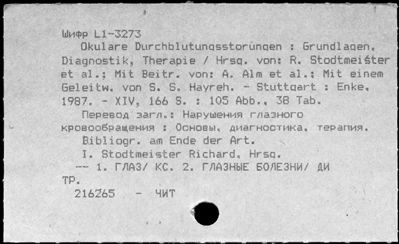 Шифр L1-3273
Okulare Durchblutungsstorungen : Grundlagen,
Diagnostik, Therapie / Hrsg. von: R. Stodtmeister
et al.; Mit Beitr. von: A. Alm et al.; Mit einem
Geleitw. von S. S. Hayreh. - Stuttgart : Enke,
1987. - XIV, 166 S. : 105 Abb., 38 Tab.
Перевод загл.: Нарушения глазного
кровообращения : Основы, диагностика, терапия.
Bibliogr. am Ende der Art.
I. Stodtmeister Richard, Hrsg.
-- 1. ГЛАЗ/ КС. 2. ГЛАЗНЫЕ БОЛЕЗНИ/ ДИ
ТР.
216265 - ЧИТ